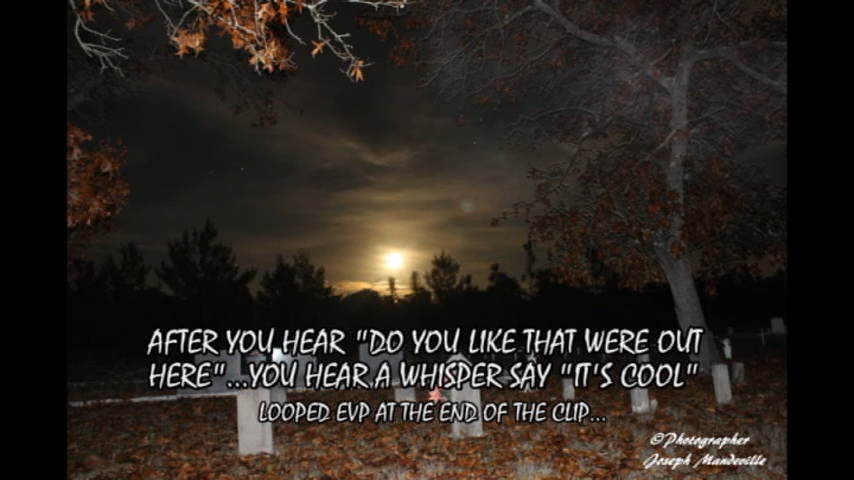 AFTER YOU HEAR "DO YOU LIKE THAT WERE OUT
HERE"...YOU HEAR A WHISPER SAY "IT'S COOL"
LOOPED EVP AT THE END OF THE CLIP...
©Photographer
Joseph Mandeville